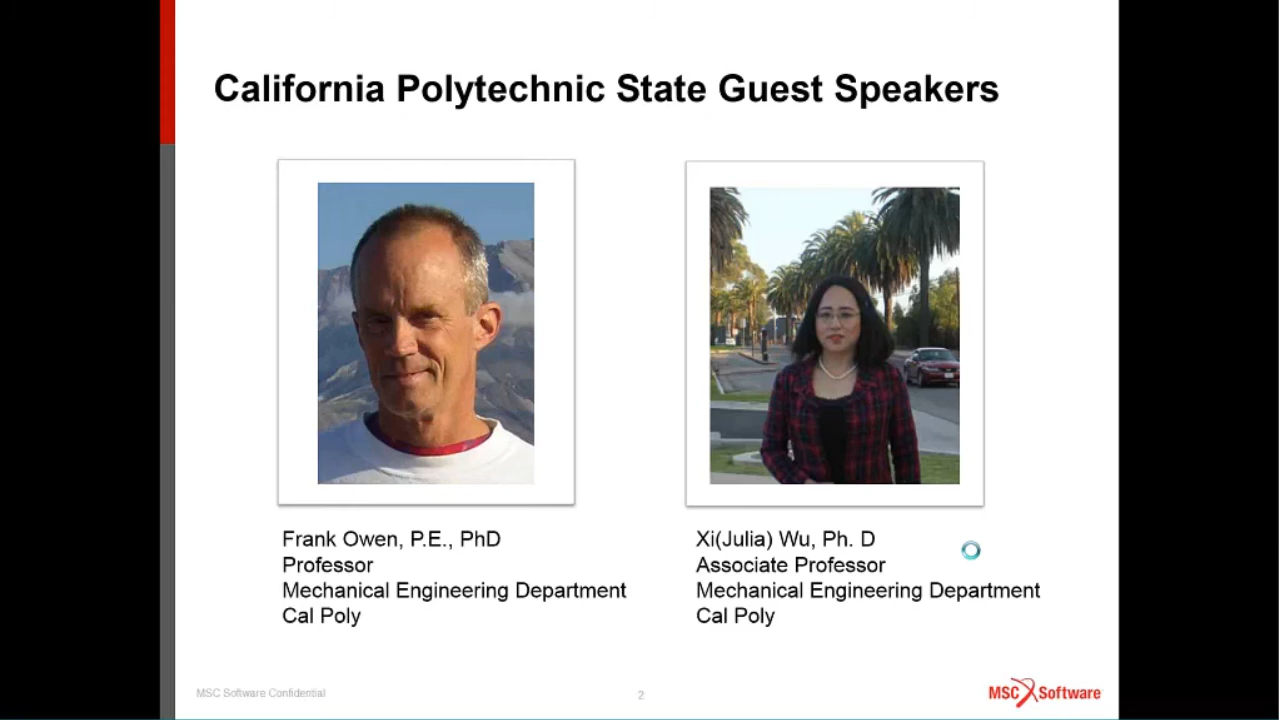 California Polytechnic State Guest Speakers
Frank Owen, P.E., PhD
Professor
Mechanical Engineering Department
Cal Poly
Xi(Julia) Wu, Ph. D
Associate Professor
Mechanical Engineering Department
Cal Poly
MSC Software Confidential
2
MSC Software